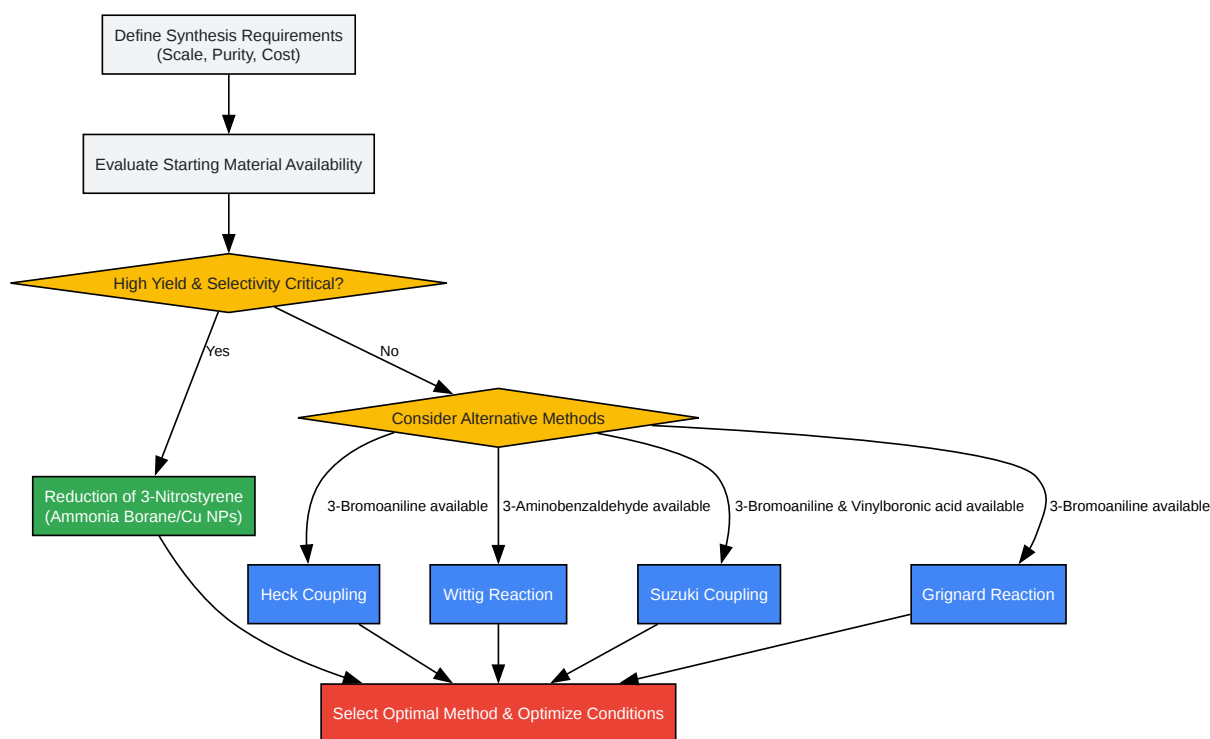 Define Synthesis Requirements
(Scale, Purity, Cost)
Evaluate Starting Material Availability
High Yield & Selectivity Critical?
Yes
No
Consider Alternative Methods
Reduction of 3-Nitrostyrene
(Ammonia Borane/Cu NPs)
3-Bromoaniline available
3-Aminobenzaldehyde available
3-Bromoaniline & Vinylboronic acid available
3-Bromoaniline available
Heck Coupling
Wittig Reaction
Suzuki Coupling
Grignard Reaction
Select Optimal Method & Optimize Conditions